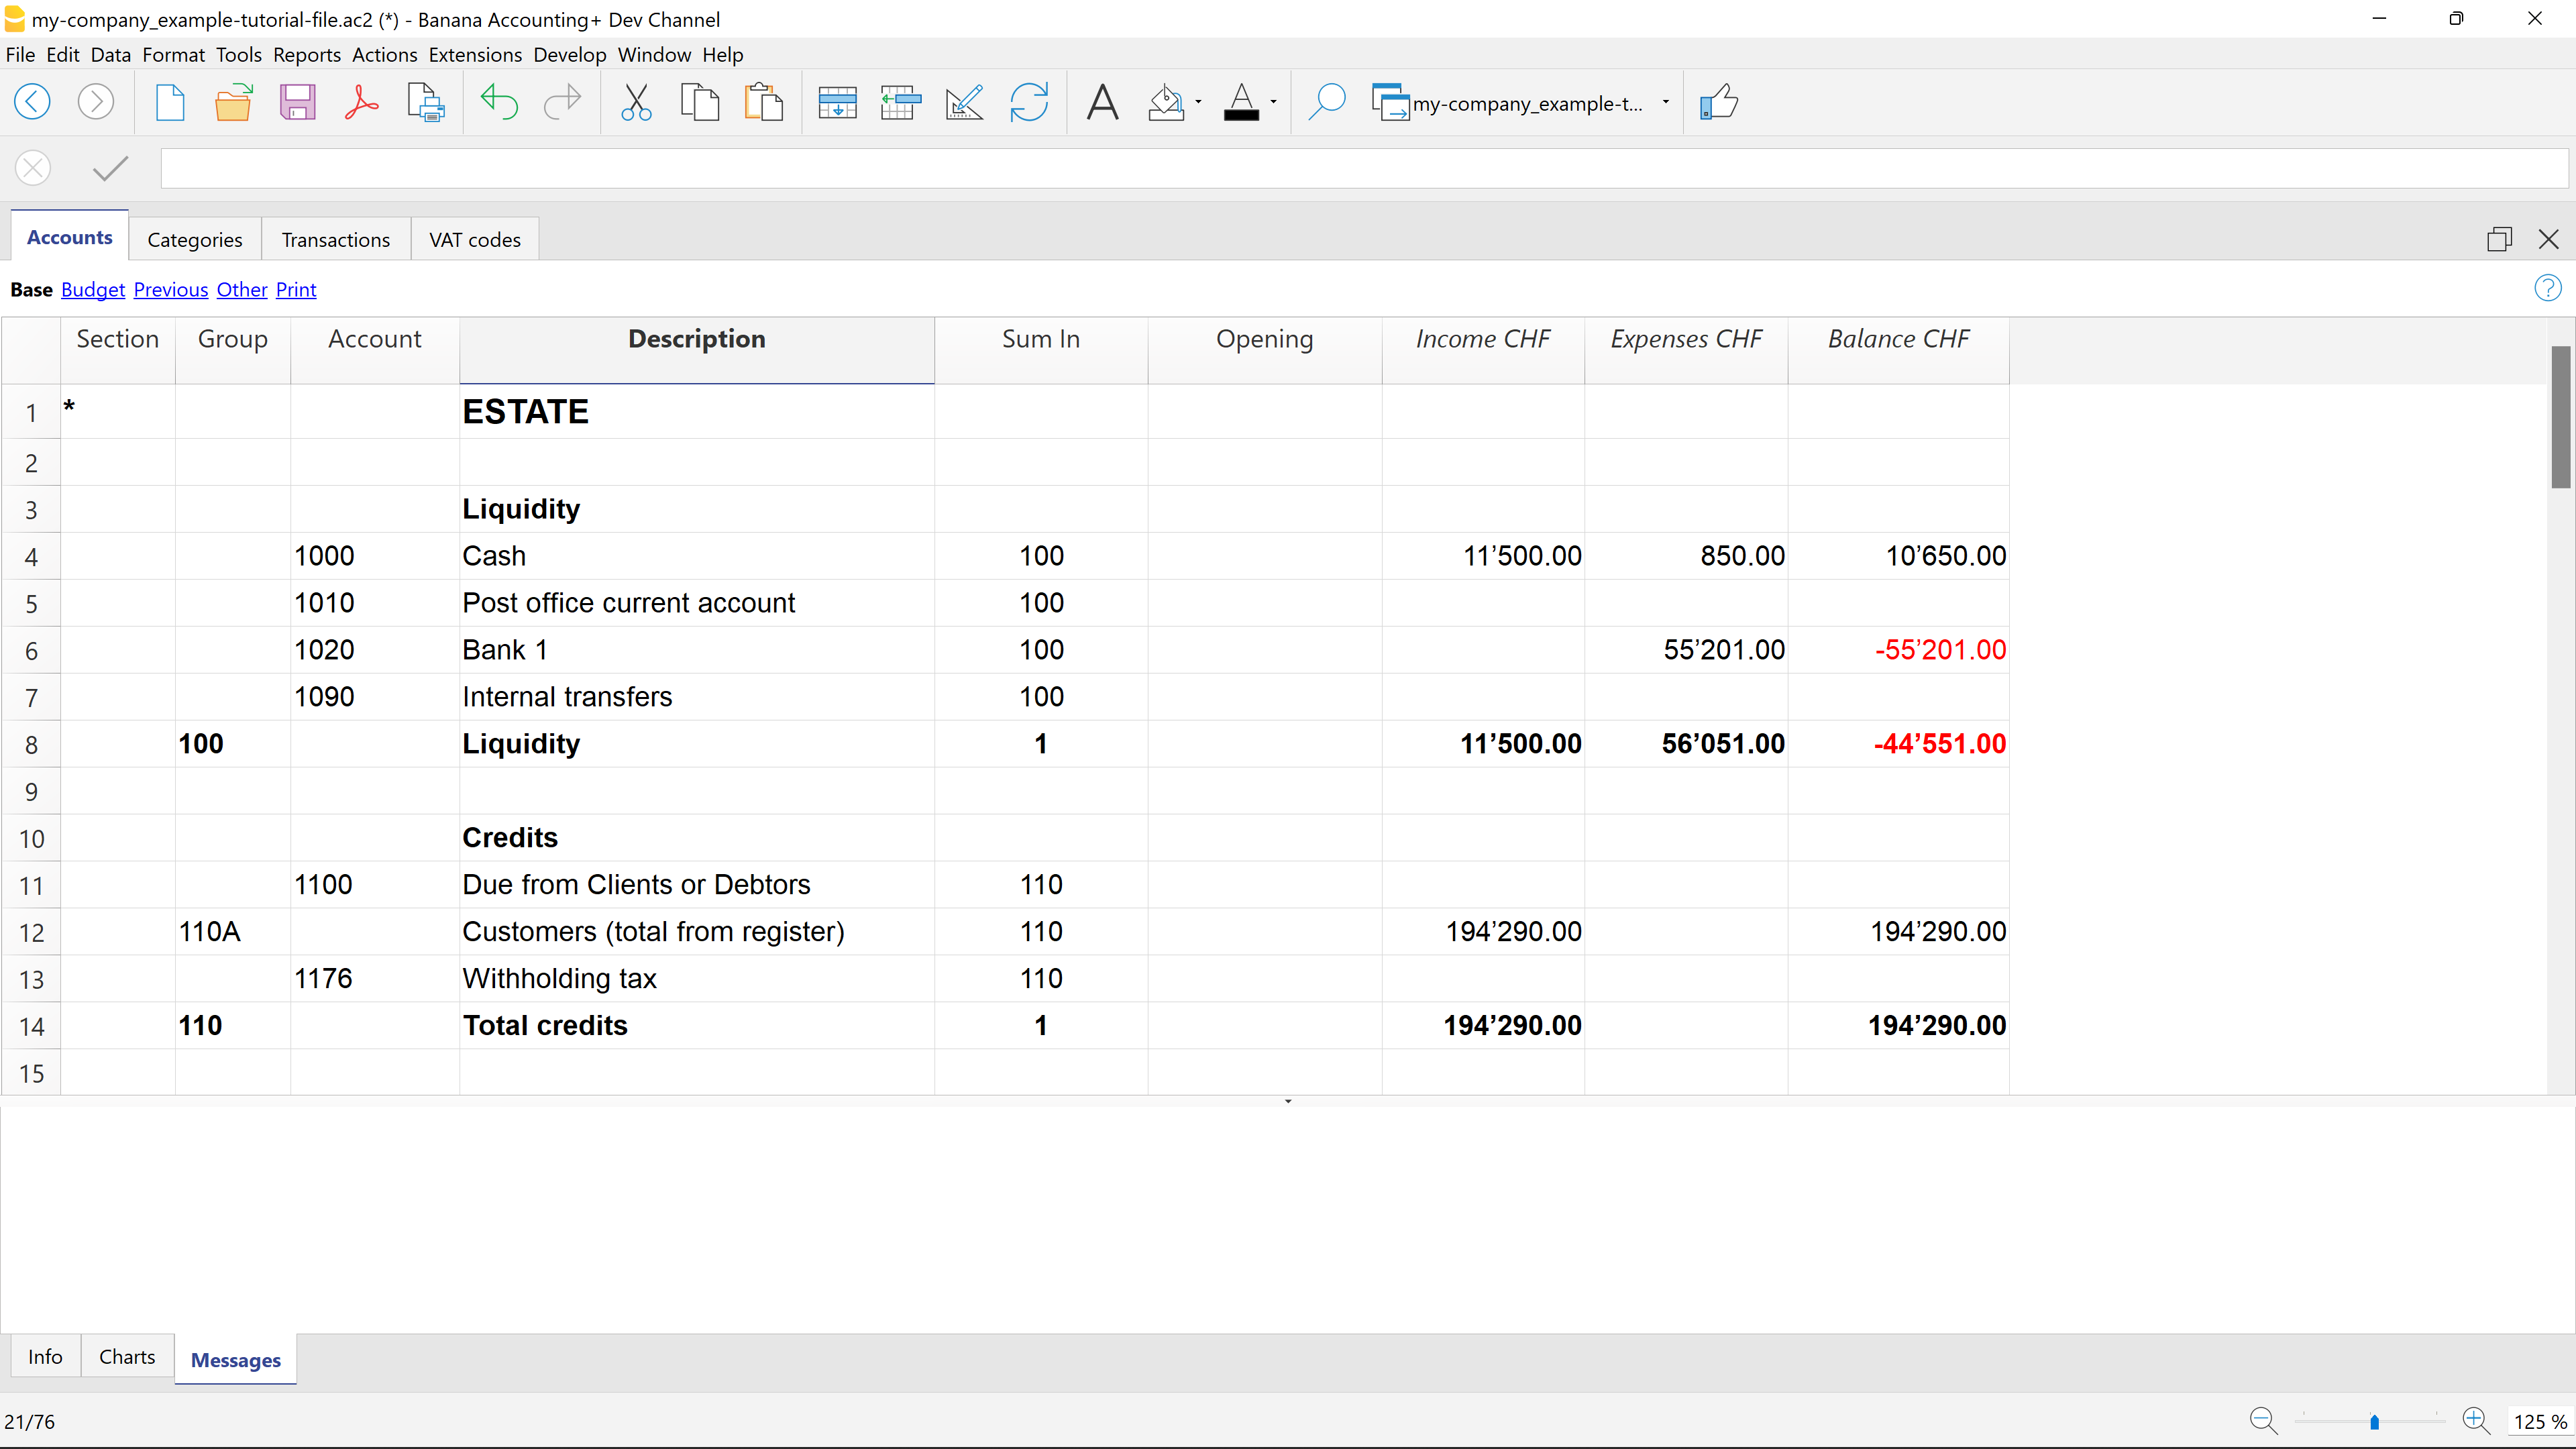 my-company_example-tutorial-file.ac2 (*) - Banana Accounting+ Dev Channel
File Edit Data Format Tools Reports Actions Extensions Develop Window Help
my-company_example-t...
Accounts Categories Transactions VAT codes
Base Budget Previous Other Print
Section Group Account Description Sum In Opening Income CHF Expenses CHF Balance CHF
1 * ESTATE
2
3 Liquidity
4 1000 Cash 100 11’500.00 850.00 10’650.00
5 1010 Post office current account 100
6 1020 Bank 1 100 55’201.00 -55’201.00
7 1090 Internal transfers 100
8 100 Liquidity 1 11’500.00 56’051.00 -44’551.00
9
10 Credits
11 1100 Due from Clients or Debtors 110
12 110A Customers (total from register) 110 194’290.00 194’290.00
13 1176 Withholding tax 110
14 110 Total credits 1 194’290.00 194’290.00
15
Info Charts Messages
21/76 125 %